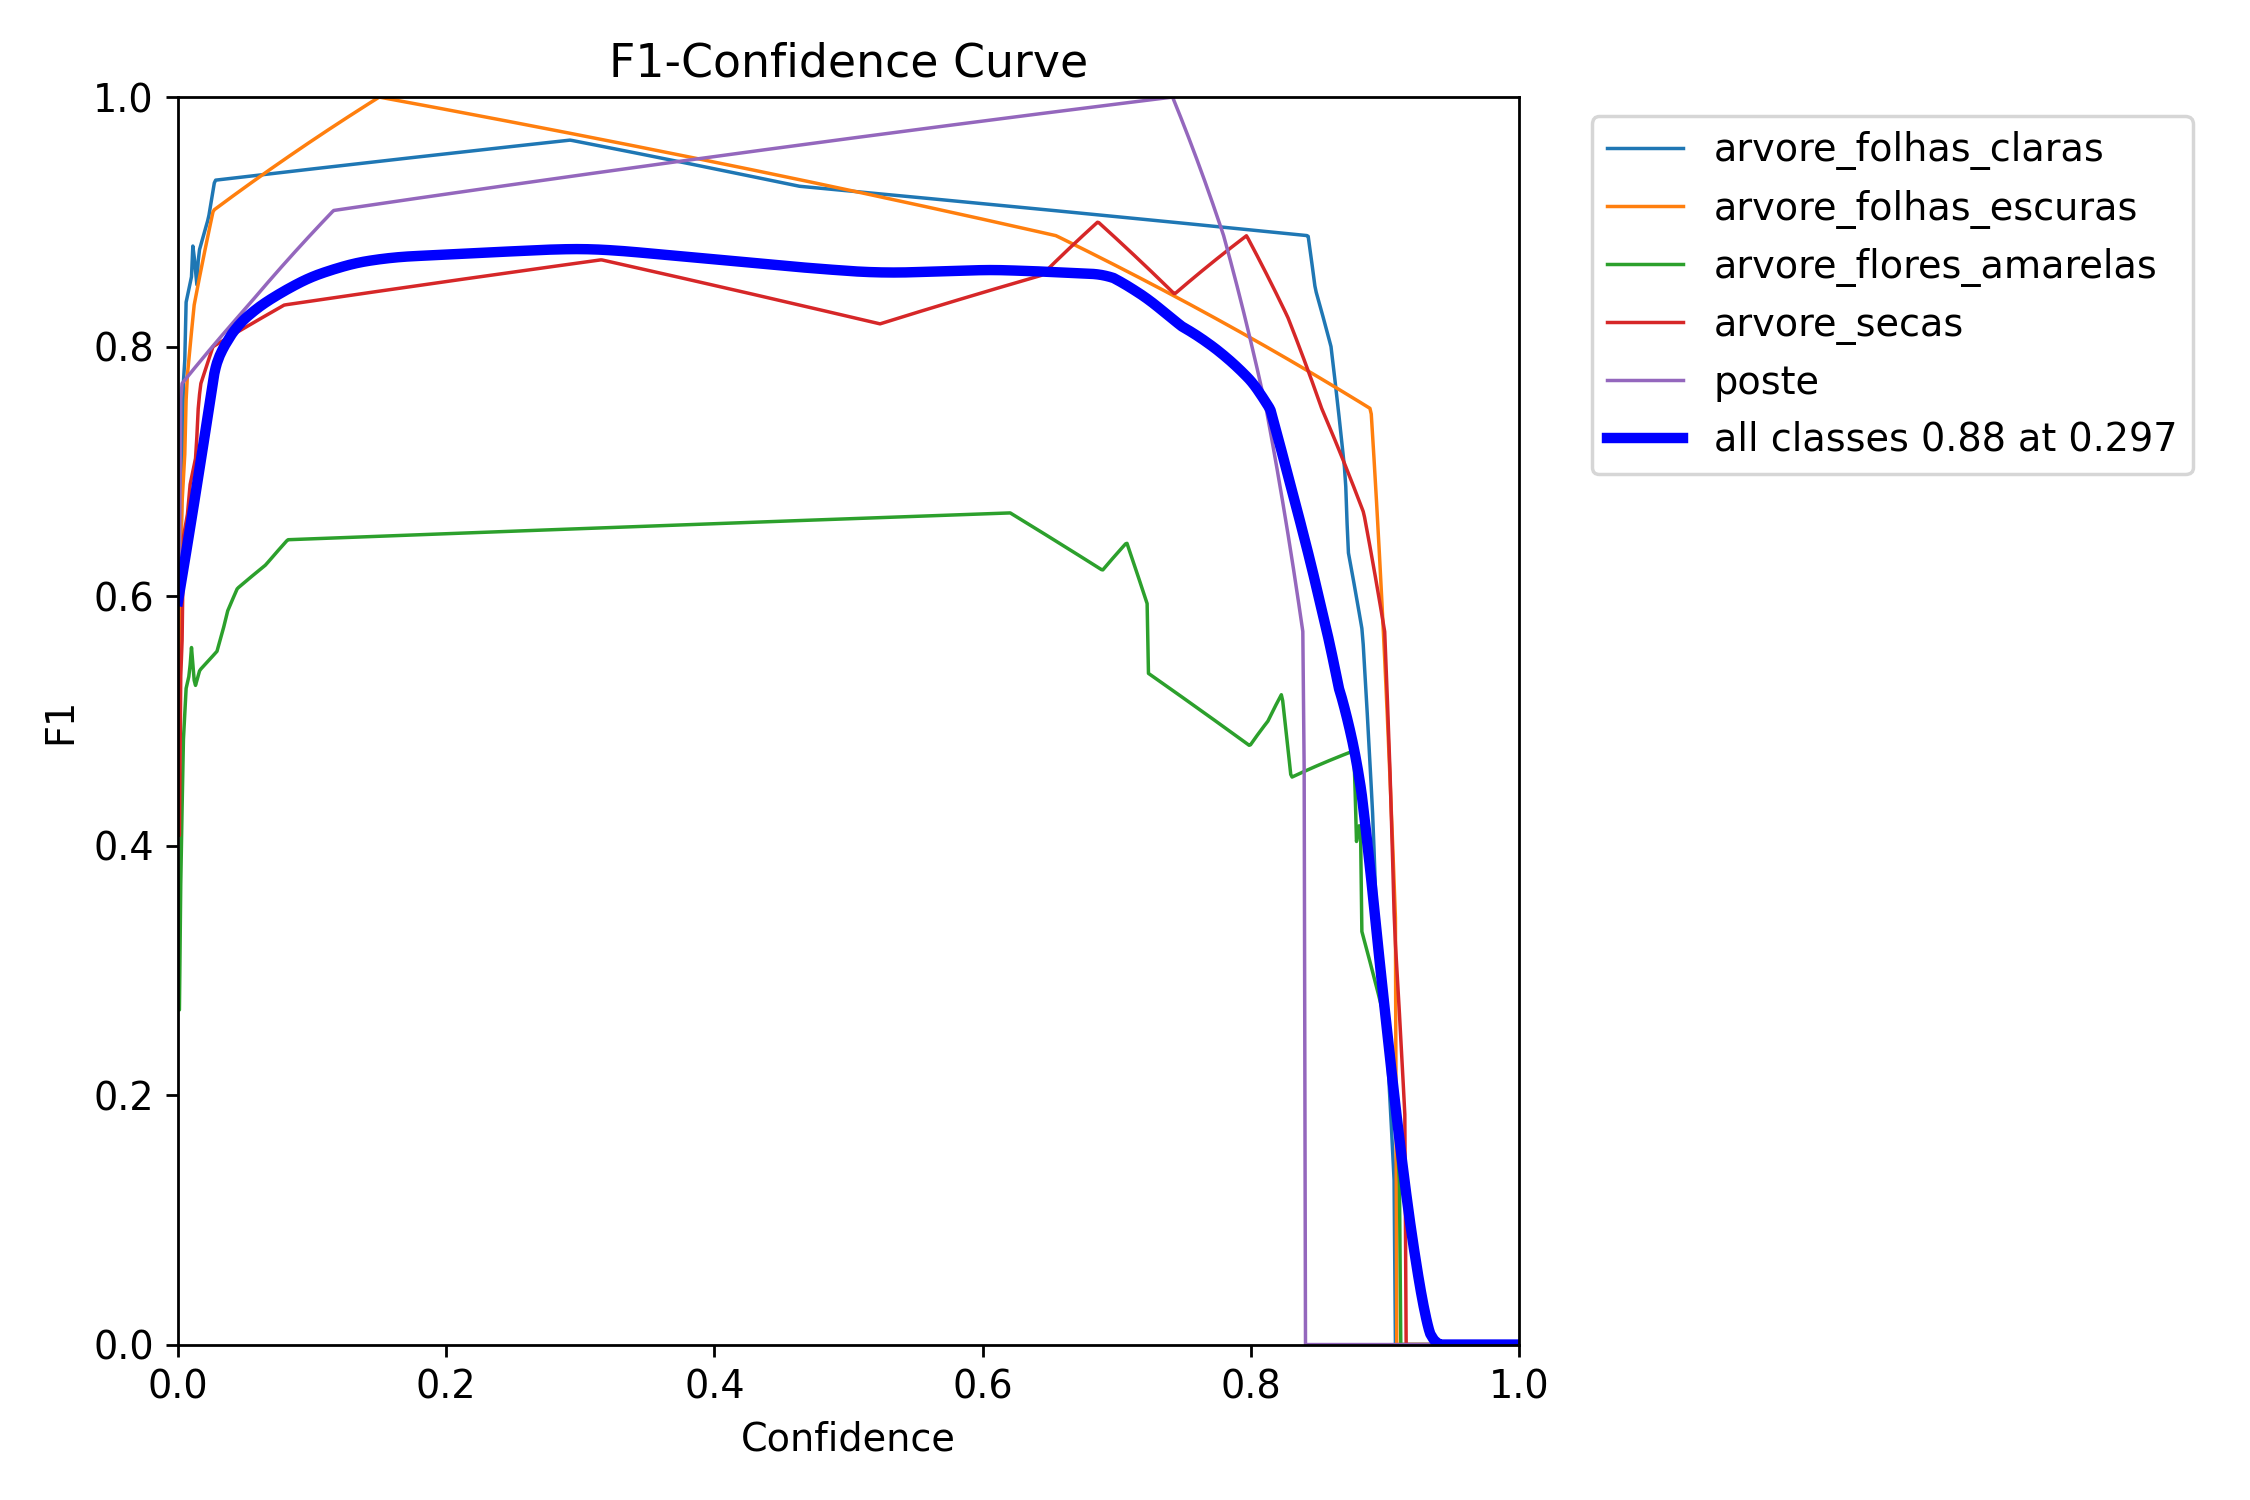 F1-Confidence Curve
1.0
0.8
0.6
0.4
0.2
0.0
F1
0.0 0.2 0.4 0.6 0.8 1.0
Confidence
arvore_folhas_claras
arvore_folhas_escuras
arvore_flores_amarelas
arvore_secas
poste
all classes 0.88 at 0.297